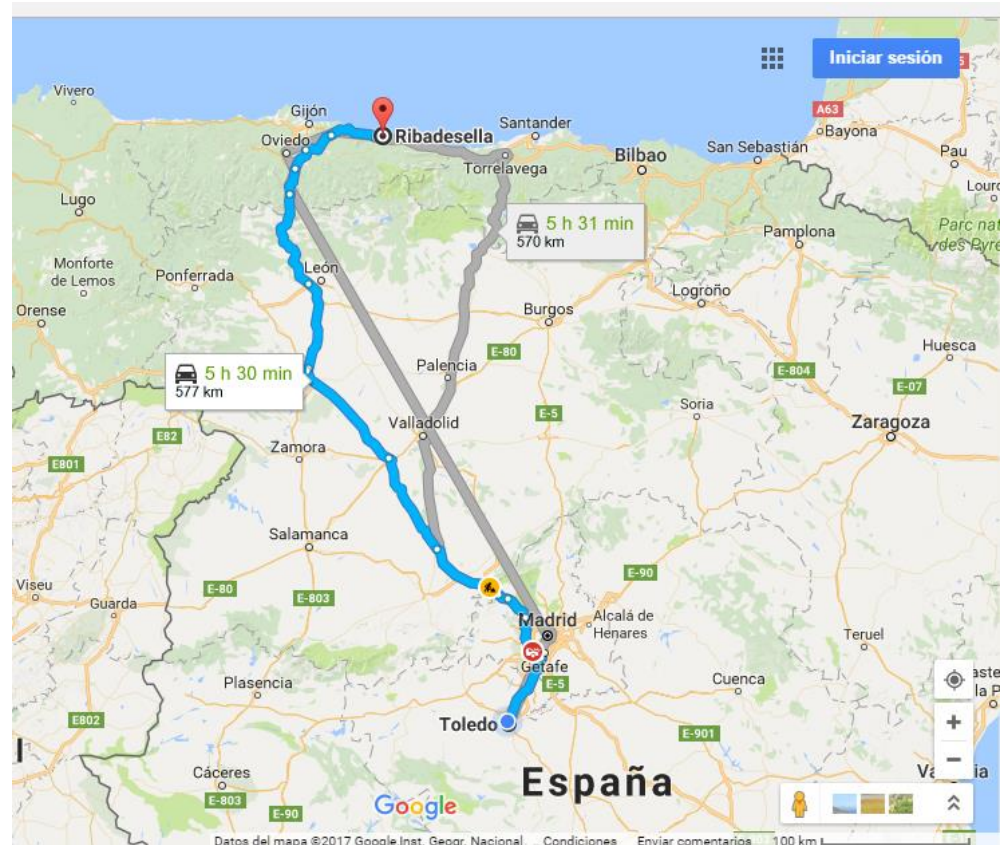 Iniciar sesión
Vivero
Gijón
Oviedo
Ribadesella
Santander
Torrelavega
Bilbao
San Sebastián
A63
Bayona
Pau
Lugo
5 h 31 min
570 km
Pamplona
Parc nat
des Pyre
Monforte
de Lemos
Ponferrada
León
Logroño
Orense
Burgos
Huesca
E-80
5 h 30 min
577 km
Palencia
E-804
E-07
E-5
Soria
Zaragoza
E82
Valladolid
Zamora
E801
Salamanca
Viseu
Guarda
E-80
E-803
E-90
Madrid
Alcalá de
Henares
Teruel
Getafe
E-5
Plasencia
Cuenca
E802
Toledo
E-901
Cáceres
E-803
E-90
España
Google
Datos del mapa ©2017 Google Inst. Geogr. Nacional
Condiciones
Enviar comentarios
100 km